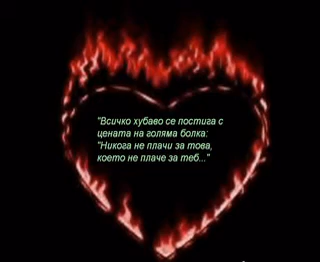 "Всичко хубаво се постига с
цената на голяма болка:
"Никога не плачи за това,
което не плаче за теб..."